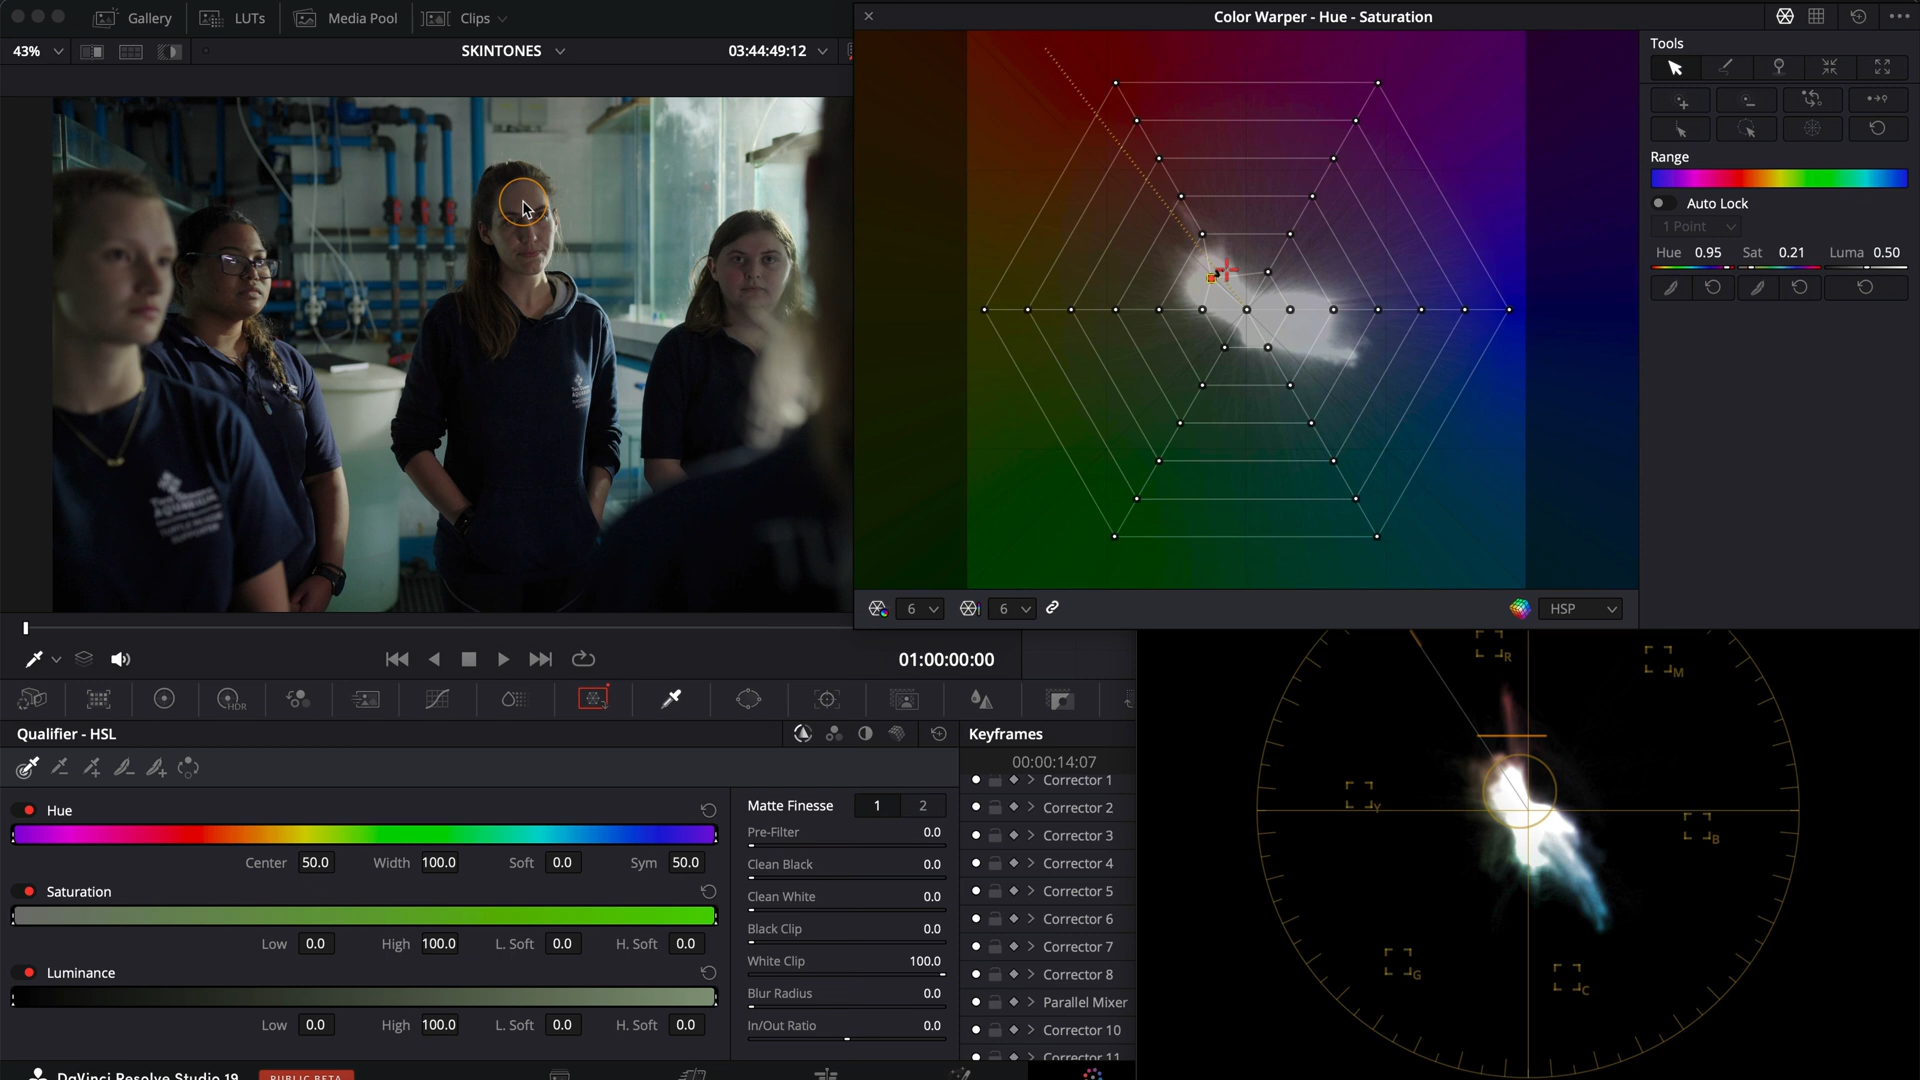 Gallery
LUTs
Media Pool
Clips
Color Warper - Hue - Saturation
43%
SKINTONES
03:44:49:12
Tools
Range
Auto Lock
1 Point
Hue 0.95 Sat 0.21 Luma 0.50
6
6
HSP
01:00:00:00
HDR
Qualifier - HSL
Keyframes
00:00:14:07
Hue
Center 50.0 Width 100.0 Soft 0.0 Sym 50.0
Saturation
Low 0.0 High 100.0 L. Soft 0.0 H. Soft 0.0
Luminance
Low 0.0 High 100.0 L. Soft 0.0 H. Soft 0.0
Matte Finesse 1 2
Pre-Filter 0.0
Clean Black 0.0
Clean White 0.0
Black Clip 0.0
White Clip 100.0
Blur Radius 0.0
In/Out Ratio 0.0
Corrector 1
Corrector 2
Corrector 3
Corrector 4
Corrector 5
Corrector 6
Corrector 7
Corrector 8
Parallel Mixer
Corrector 10
Corrector 11
R
M
Y
B
G
C
DaVinci Resolve Studio 19
PUBLIC BETA